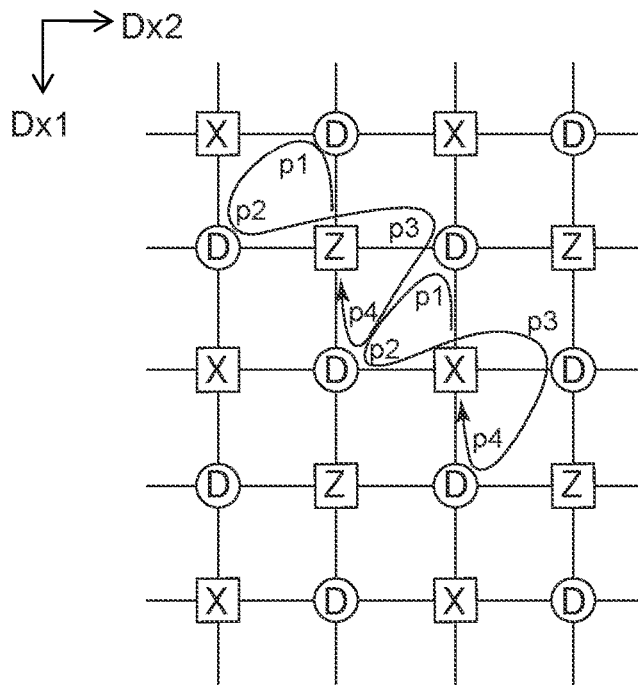 Dx2
Dx1
X D X D
p1
p2 p3
D Z D Z
p4 p1
p2 p3
X D X D
p4
D Z D Z
X D X D